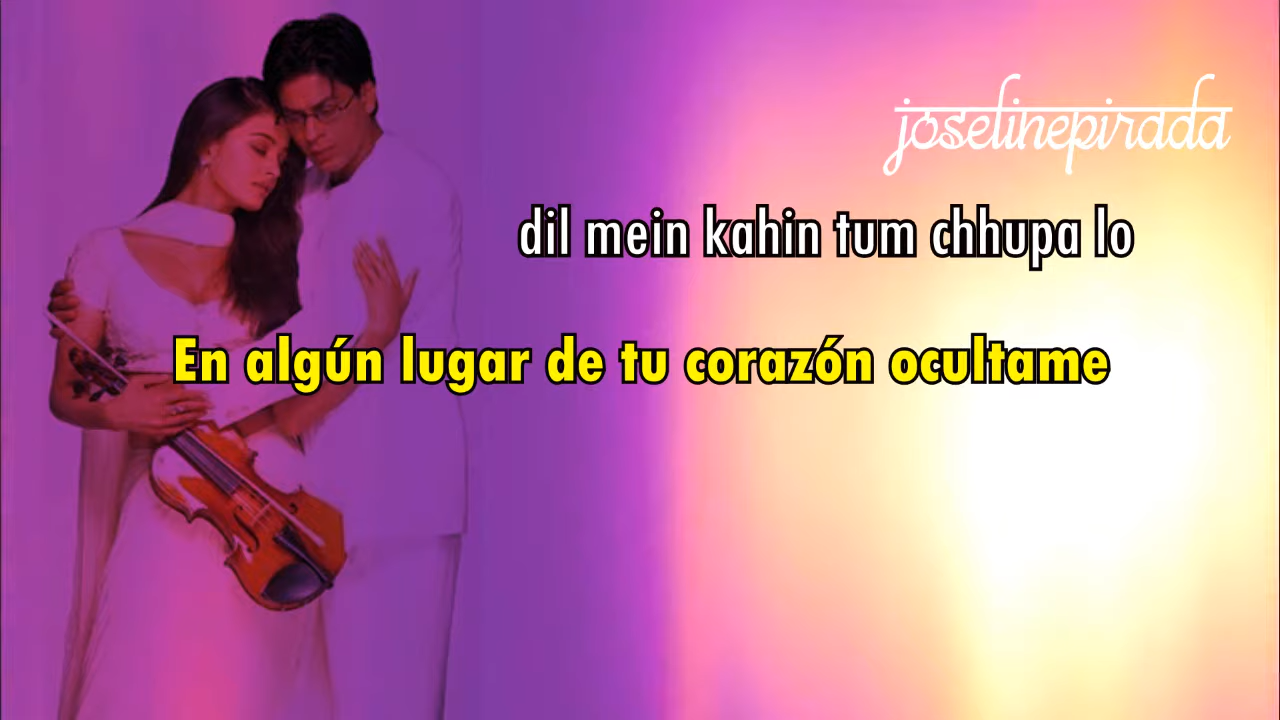 joselinepirada
dil mein kahin tum chhupa lo
En algún lugar de tu corazón ocultame